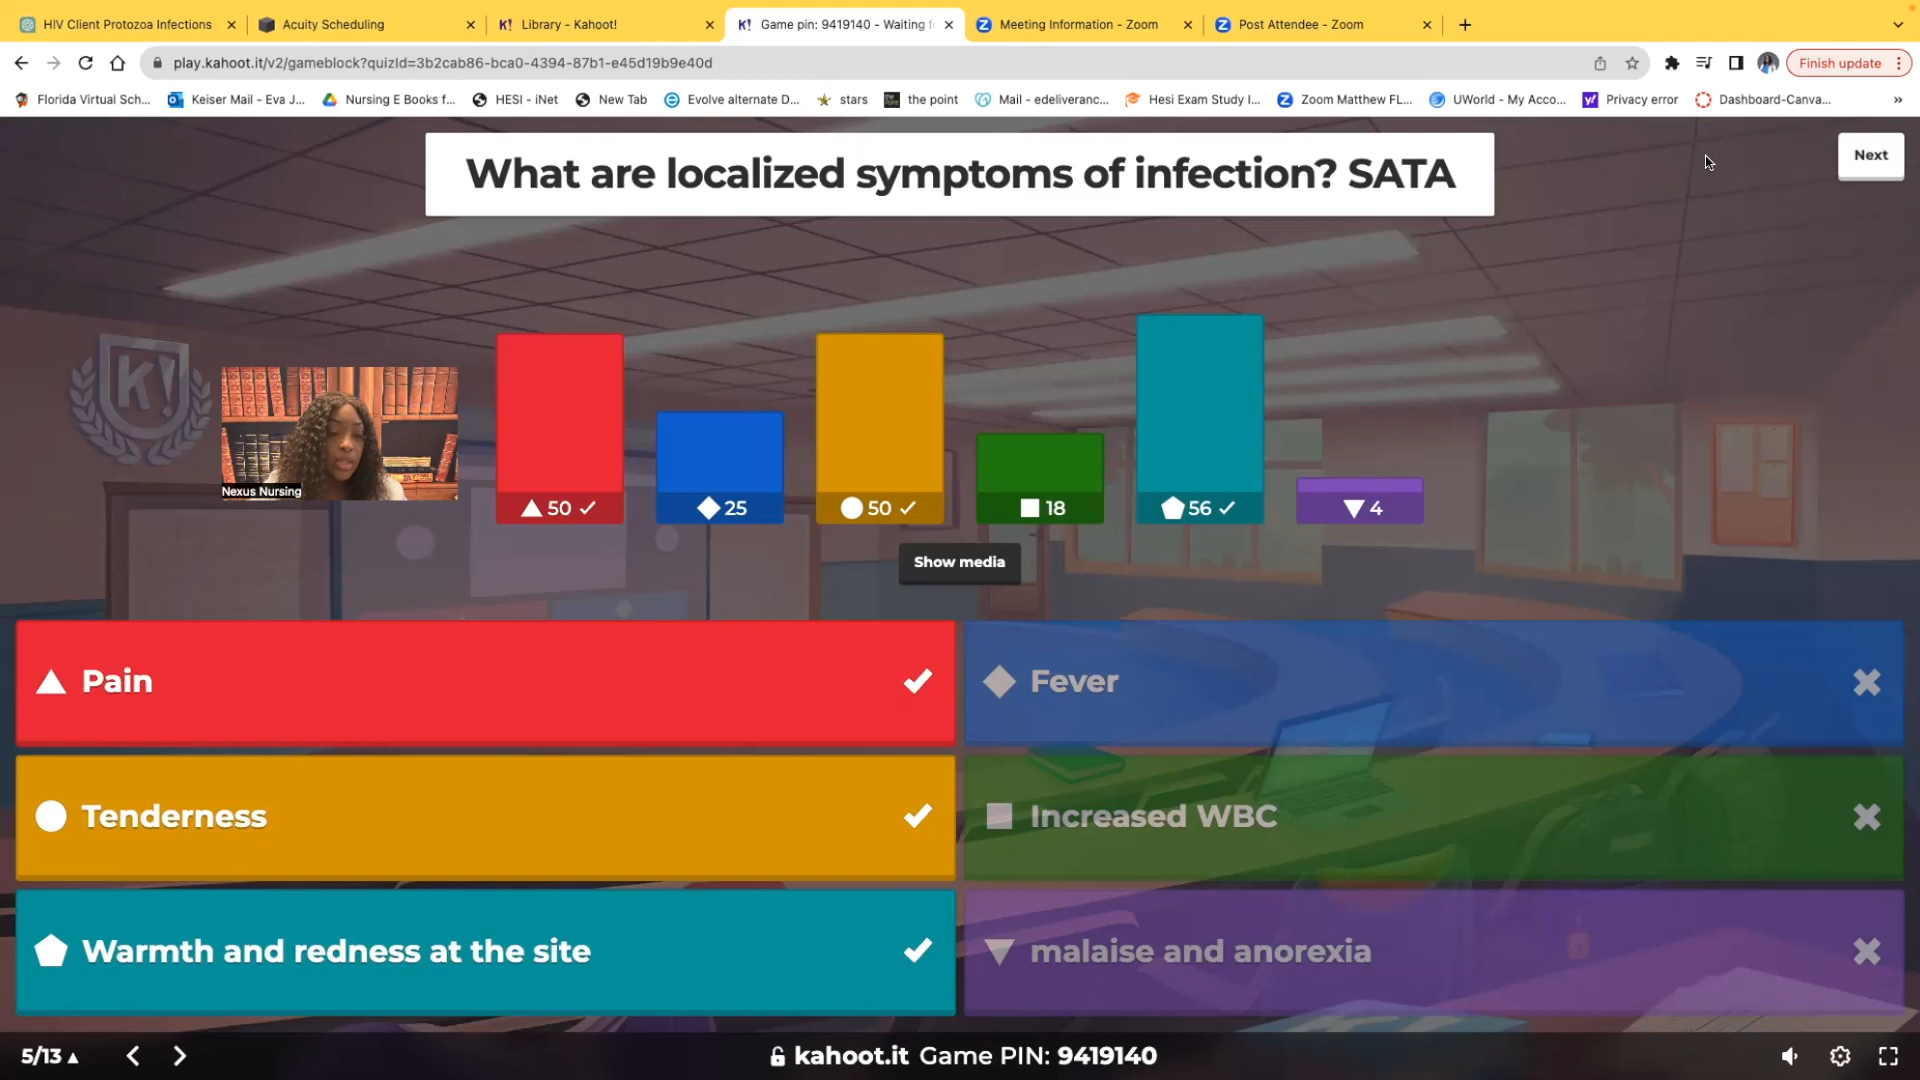 HIV Client Protozoa Infections
Acuity Scheduling
K! Library - Kahoot!
K! Game pin: 9419140 - Waiting f
Meeting Information - Zoom
Post Attendee - Zoom
play.kahoot.it/v2/gameblock?quizId=3b2cab86-bca0-4394-87b1-e45d19b9e40d
Finish update
Florida Virtual Sch...
Keiser Mail - Eva J...
Nursing E Books f...
HESI - iNet
New Tab
Evolve alternate D...
stars
the point
Mail - edeliveranc...
Hesi Exam Study I...
Zoom Matthew FL...
UWorld - My Acco...
Privacy error
Dashboard-Canva...
What are localized symptoms of infection? SATA
Next
K!
Nexus Nursing
50
25
50
18
56
4
Show media
Pain
Fever
Tenderness
Increased WBC
Warmth and redness at the site
malaise and anorexia
5/13
kahoot.it Game PIN: 9419140